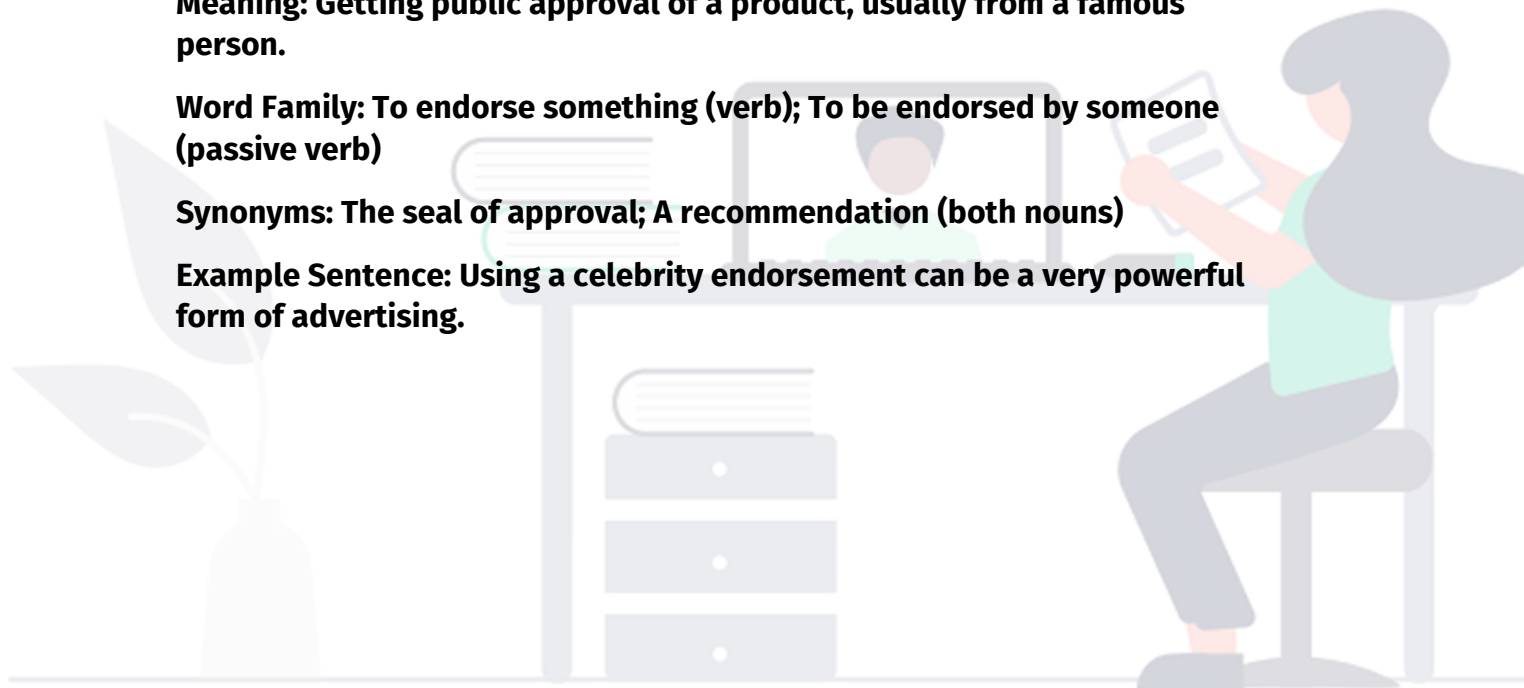 Meaning: Getting public approval of a product, usually from a famous
person.
Word Family: To endorse something (verb); To be endorsed by someone
(passive verb)
Synonyms: The seal of approval; A recommendation (both nouns)
Example Sentence: Using a celebrity endorsement can be a very powerful
form of advertising.